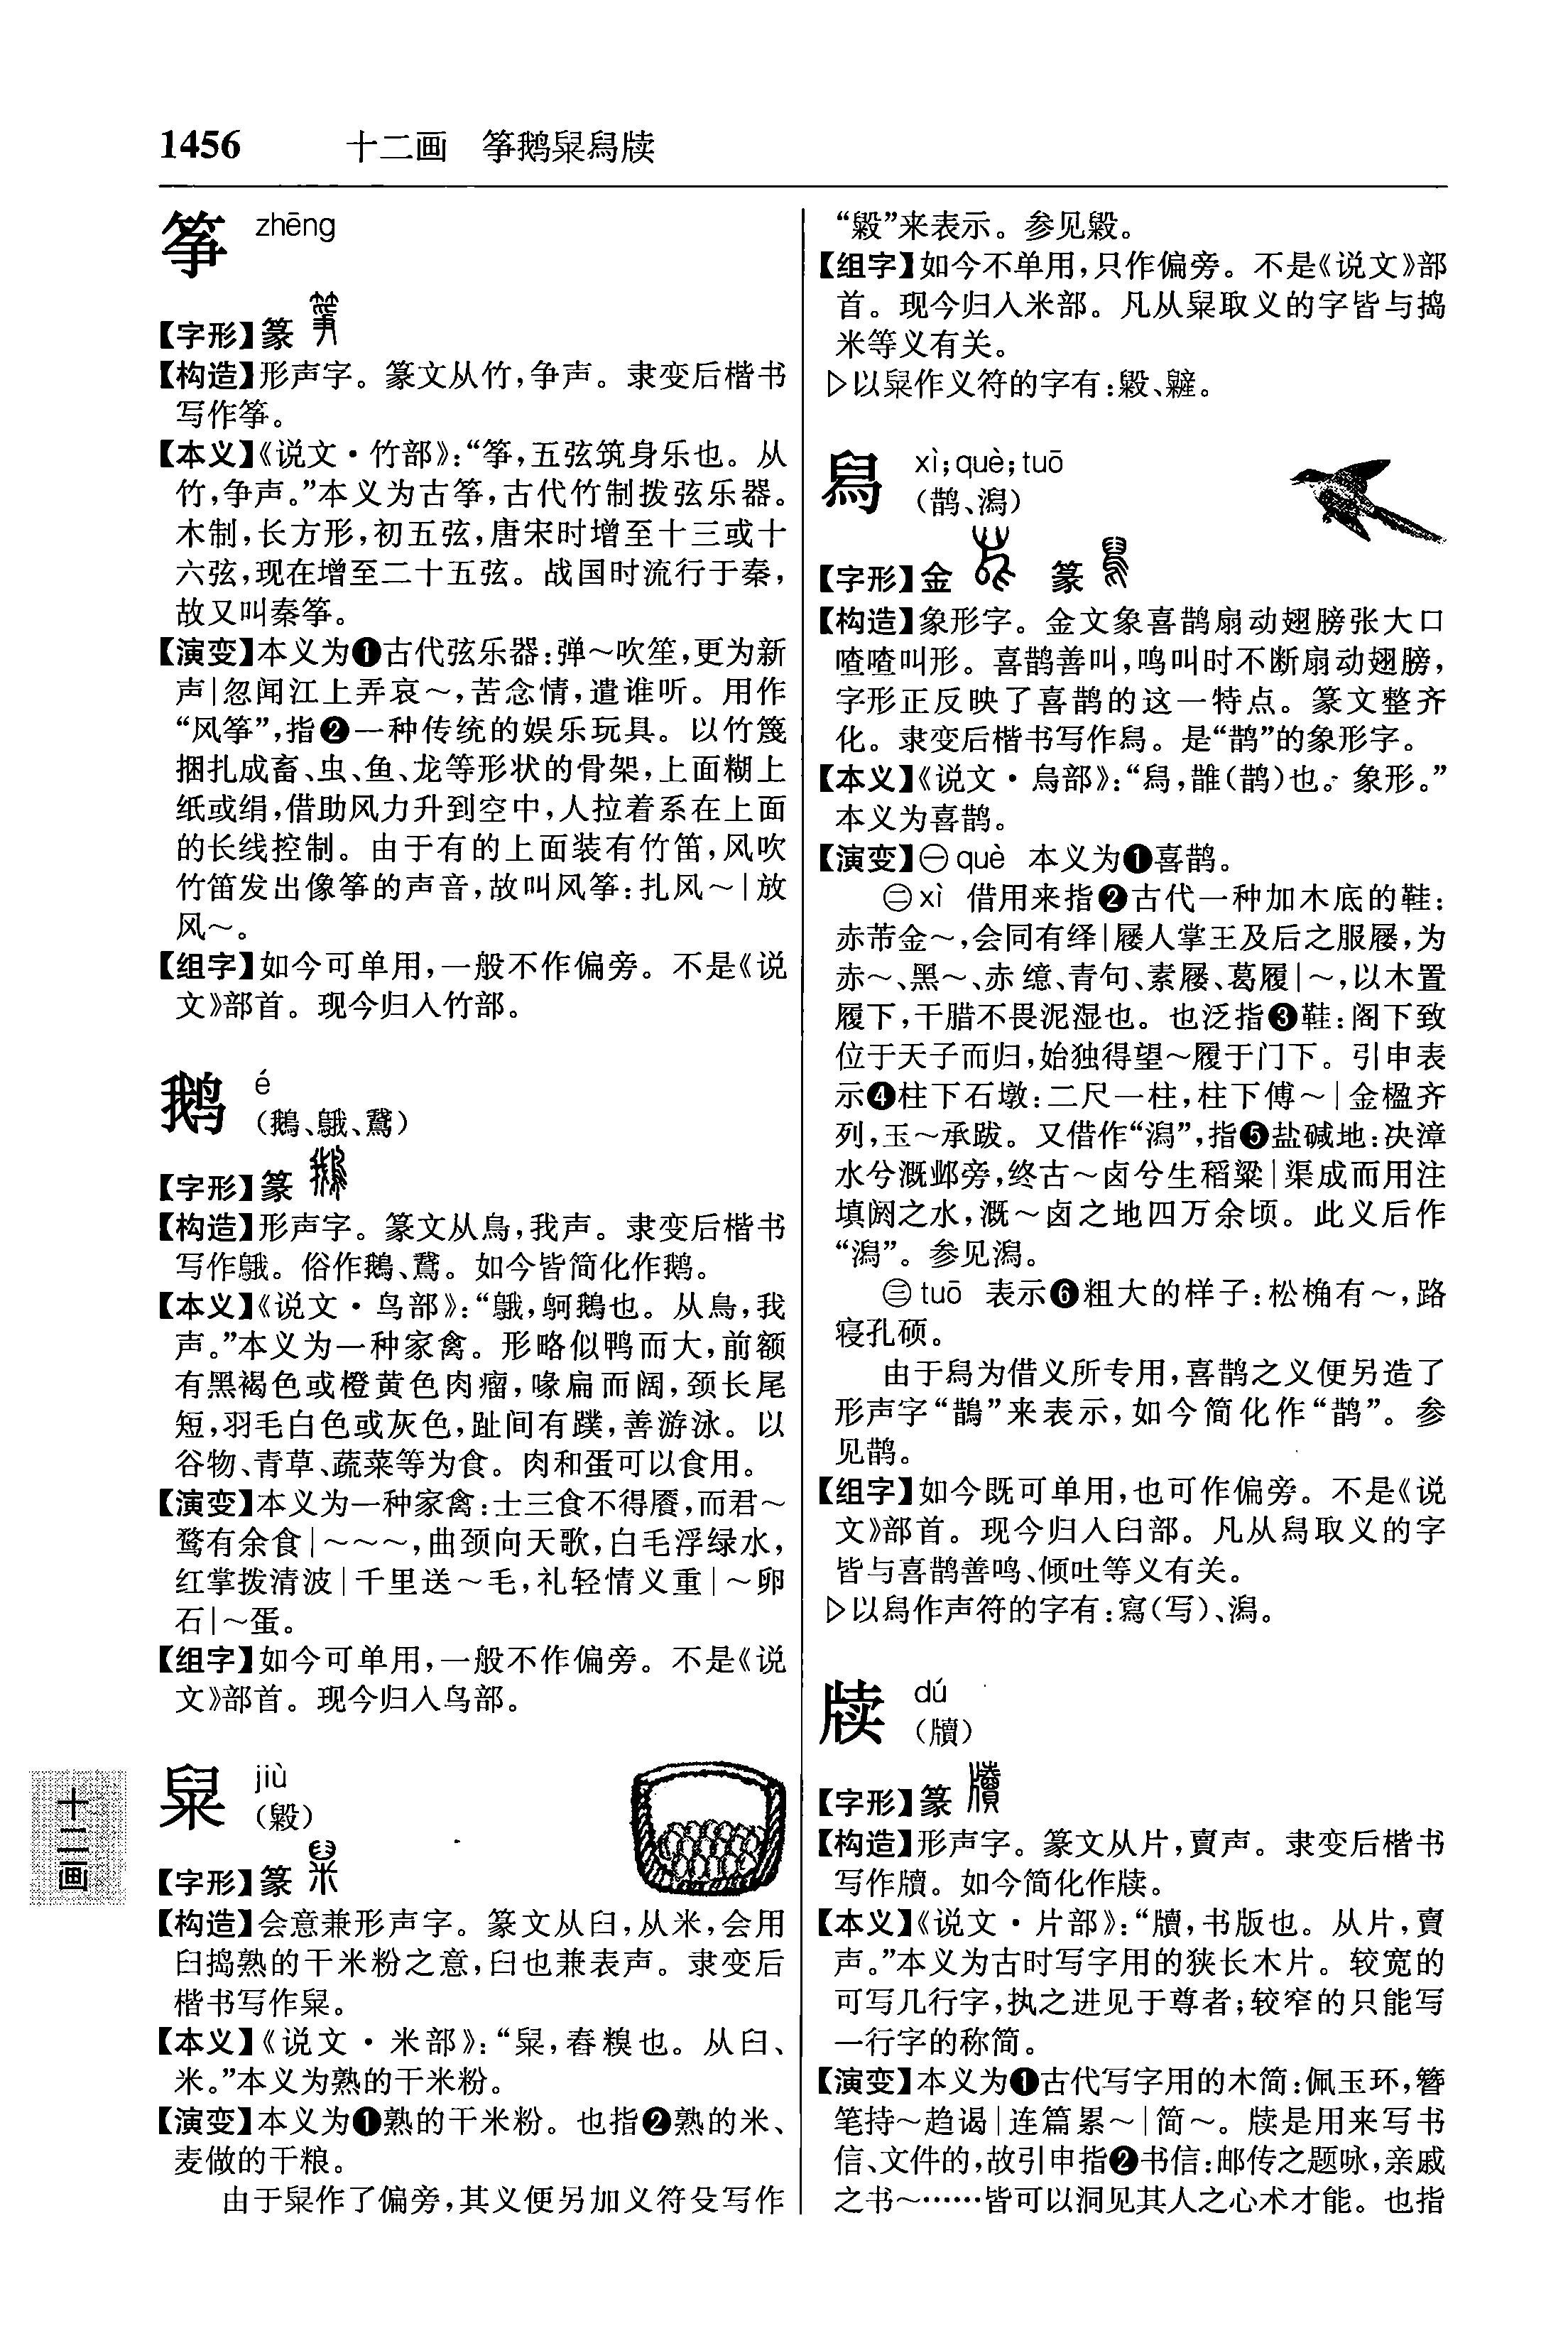 1456 十二画 筝鹅臼米舄牍
筝 zhēng
【字形】篆
【构造】形声字。篆文从竹，争声。隶变后楷书
写作筝。
【本义】《说文·竹部》：“筝，五弦筑身乐也。从
竹，争声。”本义为古筝，古代竹制拨弦乐器。
木制，长方形，初五弦，唐宋时增至十三或十
六弦，现在增至二十五弦。战国时流行于秦，
故又叫秦筝。
【演变】本义为❶古代弦乐器：弹～吹笙，更为新
声|忽闻江上弄哀～，苦念情，遣谁听。用作
“风筝”，指❷一种传统的娱乐玩具。以竹篾
捆扎成畜、虫、鱼、龙等形状的骨架，上面糊上
纸或绢，借助风力升到空中，人拉着系在上面
的长线控制。由于有的上面装有竹笛，风吹
竹笛发出像筝的声音，故叫风筝：扎风～|放
风～。
【组字】如今可单用，一般不作偏旁。不是《说
文》部首。现今归入竹部。
鹅 é
（鵝、䳘、鵞）
【字形】篆
【构造】形声字。篆文从鳥，我声。隶变后楷书
写作䳘。俗作鵝、鵞。如今皆简化作鹅。
【本义】《说文·鸟部》：“䳘，䴥鵝也。从鳥，我
声。”本义为一种家禽。形略似鸭而大，前额
有黑褐色或橙黄色肉瘤，喙扁而阔，颈长尾
短，羽毛白色或灰色，趾间有蹼，善游泳。以
谷物、青草、蔬菜等为食。肉和蛋可以食用。
【演变】本义为一种家禽：士三食不得餍，而君～
鹜有余食|～～～，曲颈向天歌，白毛浮绿水，
红掌拨清波|千里送～毛，礼轻情义重|～卵
石|～蛋。
【组字】如今可单用，一般不作偏旁。不是《说
文》部首。现今归入鸟部。
臼米 jiù
（毇）
【字形】篆
【构造】会意兼形声字。篆文从臼，从米，会用
臼捣熟的干米粉之意，臼也兼表声。隶变后
楷书写作臼米。
【本义】《说文·米部》：“臼米，舂糗也。从臼、
米。”本义为熟的干米粉。
【演变】本义为❶熟的干米粉。也指❷熟的米、
麦做的干粮。
由于臼米作了偏旁，其义便另加义符殳写作
“毇”来表示。参见毇。
【组字】如今不单用，只作偏旁。不是《说文》部
首。现今归入米部。凡从臼米取义的字皆与捣
米等义有关。
▷以臼米作义符的字有：毇、糳。
舄 xì；què；tuō
（鹊、潟）
【字形】金 篆
【构造】象形字。金文象喜鹊扇动翅膀张大口
喳喳叫形。喜鹊善叫，鸣叫时不断扇动翅膀，
字形正反映了喜鹊的这一特点。篆文整齐
化。隶变后楷书写作舄。是“鹊”的象形字。
【本义】《说文·烏部》：“舄，䧿（鹊）也。象形。”
本义为喜鹊。
【演变】㊀què 本义为❶喜鹊。
㊁xì 借用来指❷古代一种加木底的鞋：
赤芾金～，会同有绎|屦人掌王及后之服屦，为
赤～、黑～、赤繶、青句、素屦、葛屦|～，以木置
履下，干腊不畏泥湿也。也泛指❸鞋：阁下致
位于天子而归，始独得望～履于门下。引申表
示❹柱下石墩：二尺一柱，柱下傅～|金楹齐
列，玉～承跋。又借作“潟”，指❺盐碱地：决漳
水兮溉邺旁，终古～卤兮生稻粱|渠成而用注
填阏之水，溉～卤之地四万余顷。此义后作
“潟”。参见潟。
㊂tuō 表示❻粗大的样子：松桷有～，路
寝孔硕。
由于舄为借义所专用，喜鹊之义便另造了
形声字“鵲”来表示，如今简化作“鹊”。参
见鹊。
【组字】如今既可单用，也可作偏旁。不是《说
文》部首。现今归入臼部。凡从舄取义的字
皆与喜鹊善鸣、倾吐等义有关。
▷以舄作声符的字有：寫（写）、潟。
牍 dú
（牘）
【字形】篆
【构造】形声字。篆文从片，賣声。隶变后楷书
写作牘。如今简化作牍。
【本义】《说文·片部》：“牘，书版也。从片，賣
声。”本义为古时写字用的狭长木片。较宽的
可写几行字，执之进见于尊者；较窄的只能写
一行字的称简。
【演变】本义为❶古代写字用的木简：佩玉环，簪
笔持～趋谒|连篇累～|简～。牍是用来写书
信、文件的，故引申指❷书信：邮传之题咏，亲戚
之书～……皆可以洞见其人之心术才能。也指
十二画